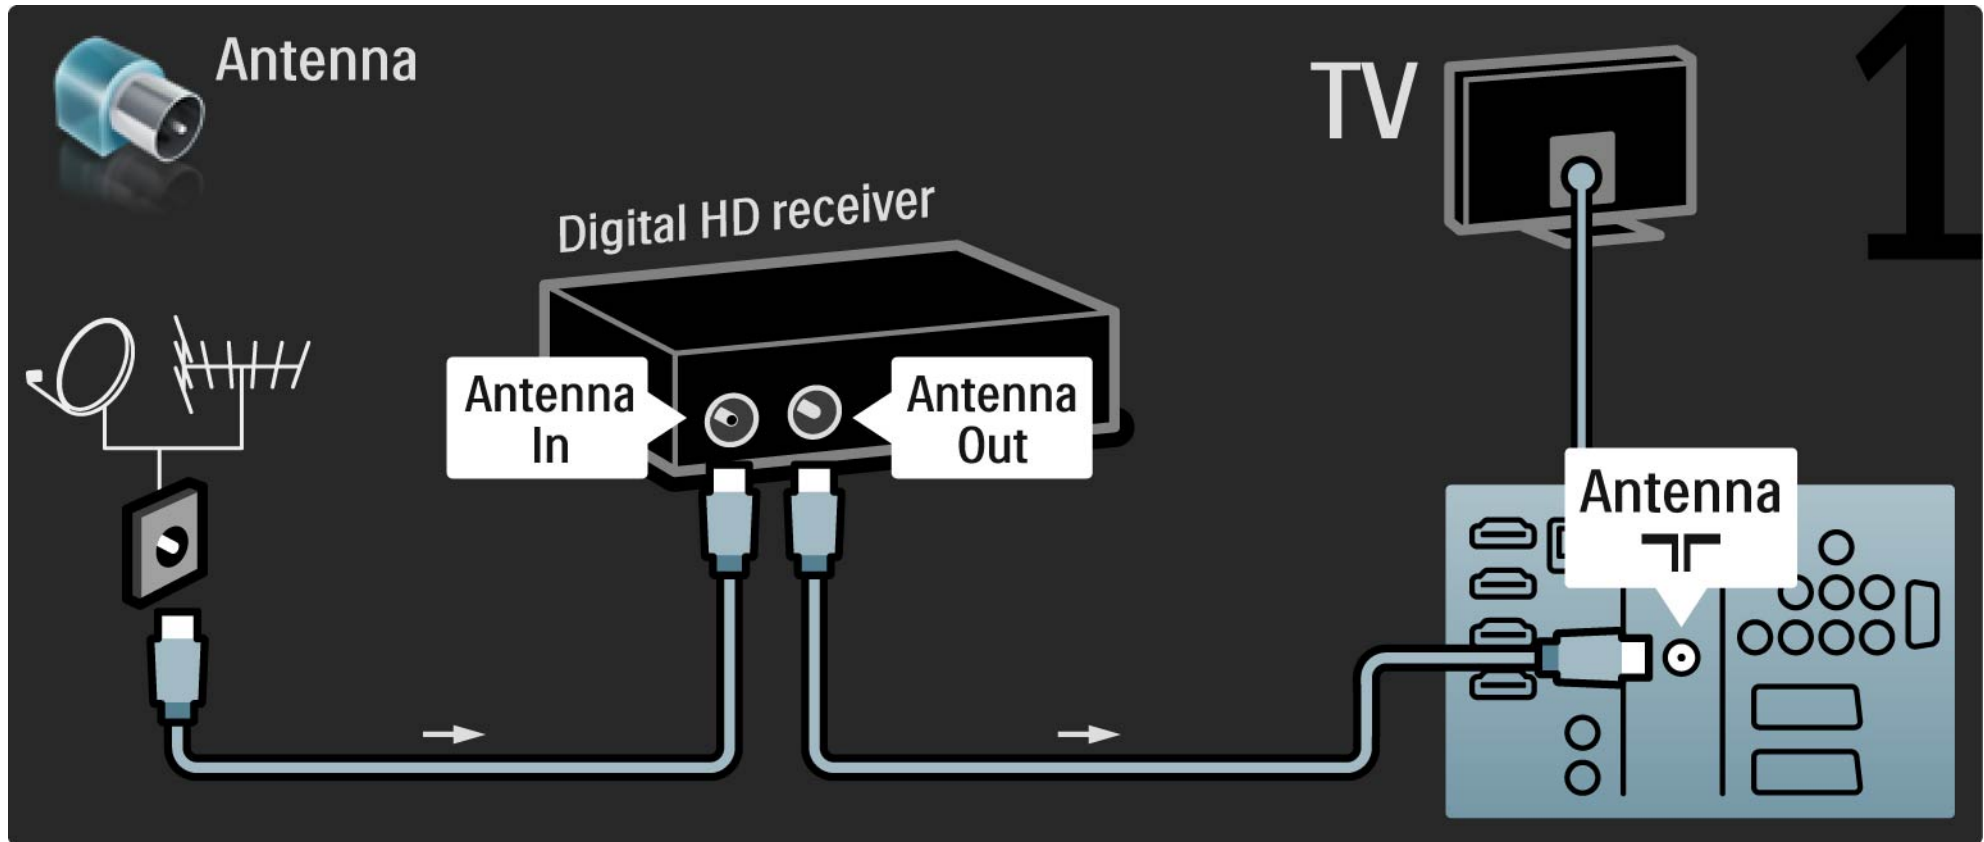 Antenna
TV
1
Digital HD receiver
Antenna
In
Antenna
Out
Antenna